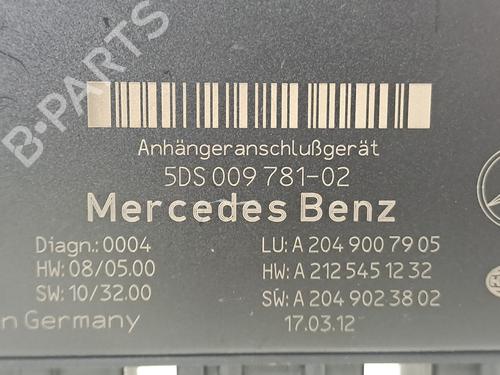 B-PARTS
Anhängeranschlußgerät
5DS 009 781-02
Mercedes Benz
Diagn.: 0004
LU: A 204 900 79 05
HW: 08/05.00
HW: A 212 545 12 32
SW: 10/32.00
SW: A 204 902 38 02
n Germany
17.03.12